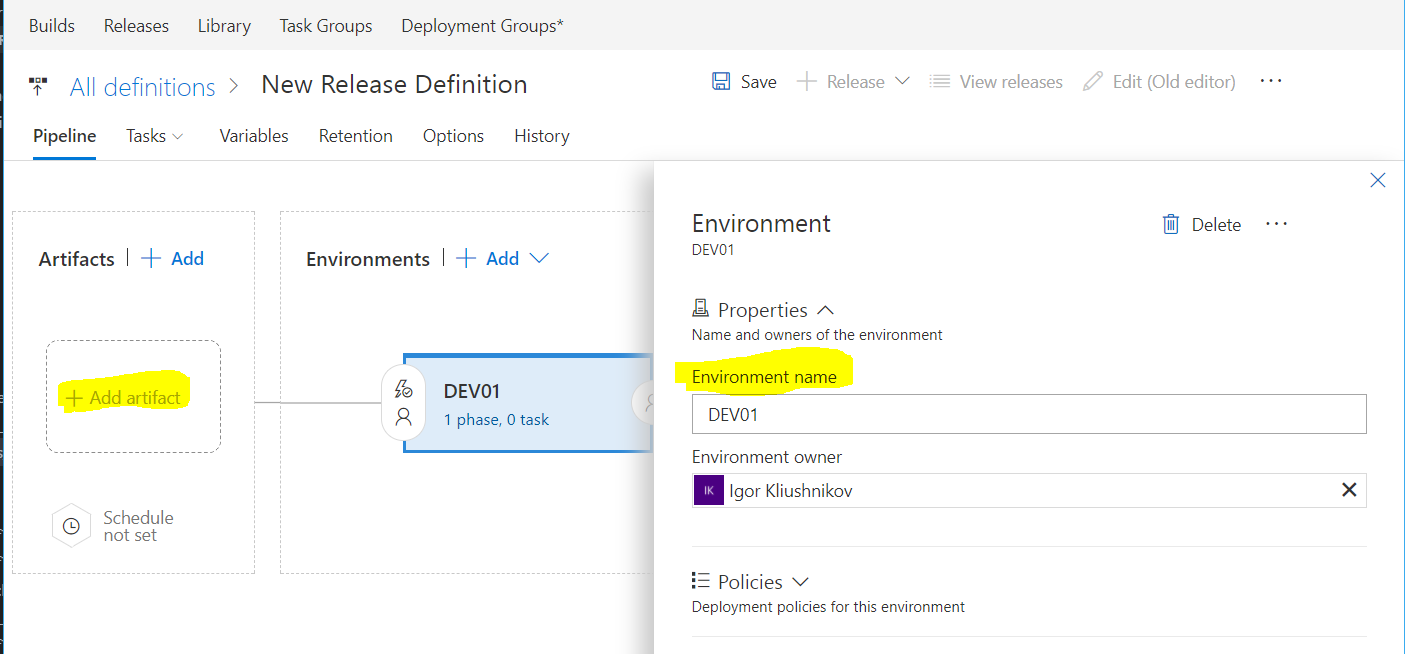 Builds Releases Library Task Groups Deployment Groups*
All definitions > New Release Definition
Save + Release View releases Edit (Old editor) ...
Pipeline Tasks Variables Retention Options History
Artifacts | + Add
Environments | + Add
+ Add artifact
DEV01
1 phase, 0 task
Schedule
not set
Environment
DEV01
Delete ...
Properties
Name and owners of the environment
Environment name
DEV01
Environment owner
IK Igor Kliushnikov
Policies
Deployment policies for this environment